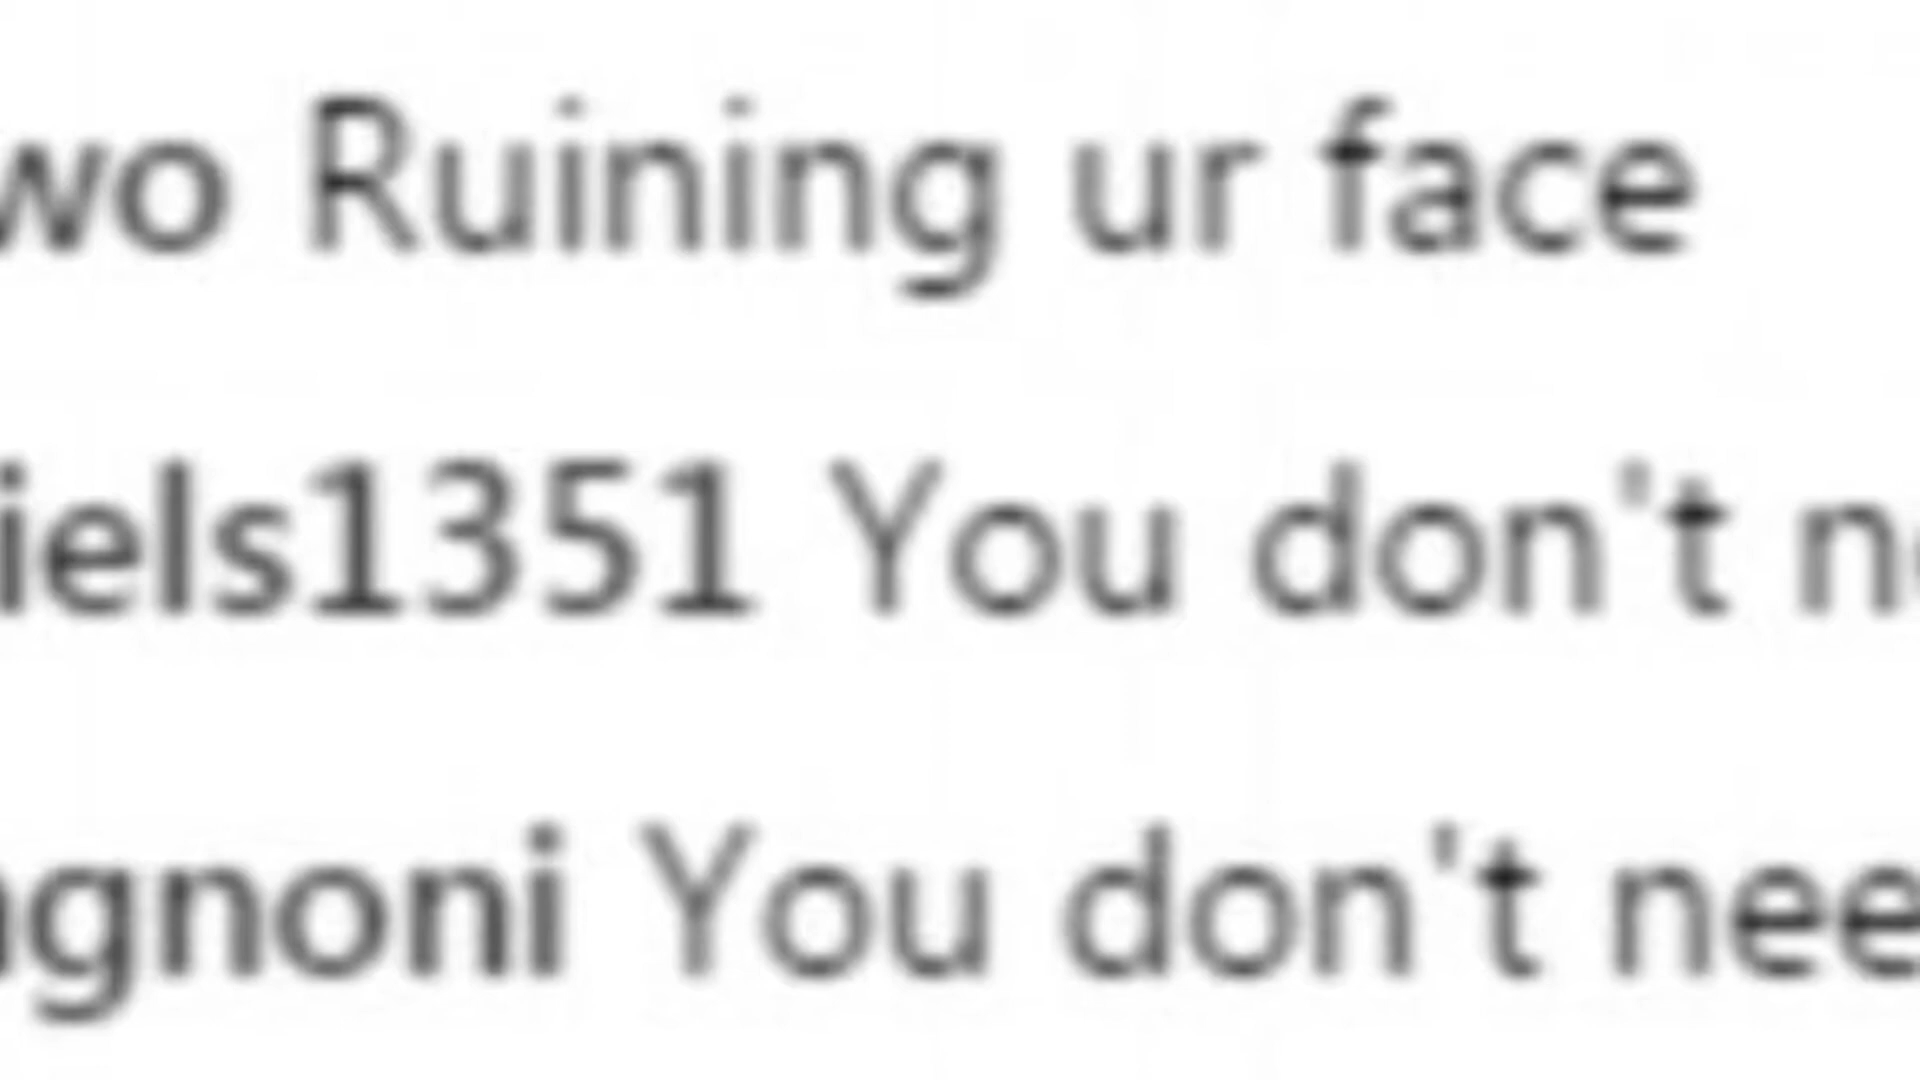 wo Ruining ur face
iels1351 You don't n
gnoni You don't nee